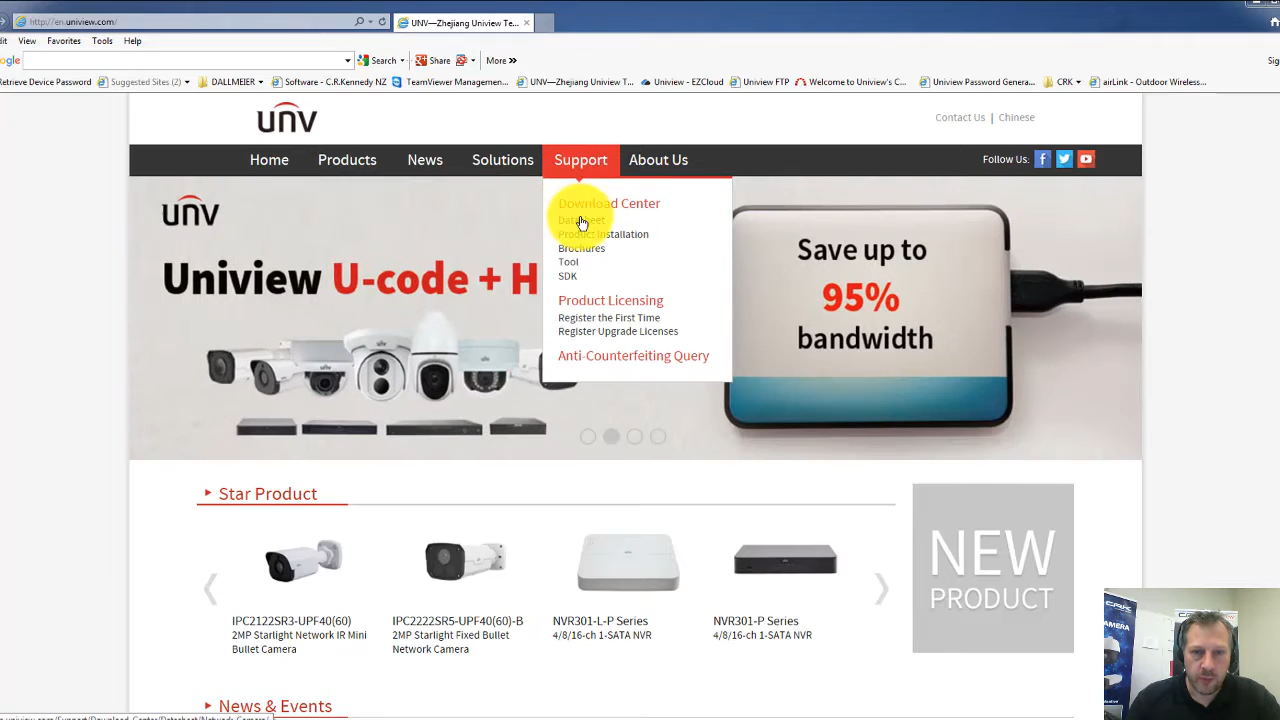 http://en.uniview.com/
UNV—Zhejiang Uniview Te...
View Favorites Tools Help
Search Share More »
Retrieve Device Password Suggested Sites (2) DALLMEIER Software - C.R.Kennedy NZ TeamViewer Managemen... UNV—Zhejiang Uniview T... Uniview - EZCloud Uniview FTP Welcome to Uniview's C... Uniview Password Genera... CRK airLink - Outdoor Wireless...
unv
Contact Us | Chinese
Home Products News Solutions Support About Us
Follow Us:
Download Center
Datasheet
Product Installation
Brochures
Tool
SDK
Product Licensing
Register the First Time
Register Upgrade Licenses
Anti-Counterfeiting Query
unv
Uniview U-code + H
Save up to
95%
bandwidth
Star Product
IPC2122SR3-UPF40(60)
2MP Starlight Network IR Mini
Bullet Camera
IPC2222SR5-UPF40(60)-B
2MP Starlight Fixed Bullet
Network Camera
NVR301-L-P Series
4/8/16-ch 1-SATA NVR
NVR301-P Series
4/8/16-ch 1-SATA NVR
NEW
PRODUCT
News & Events